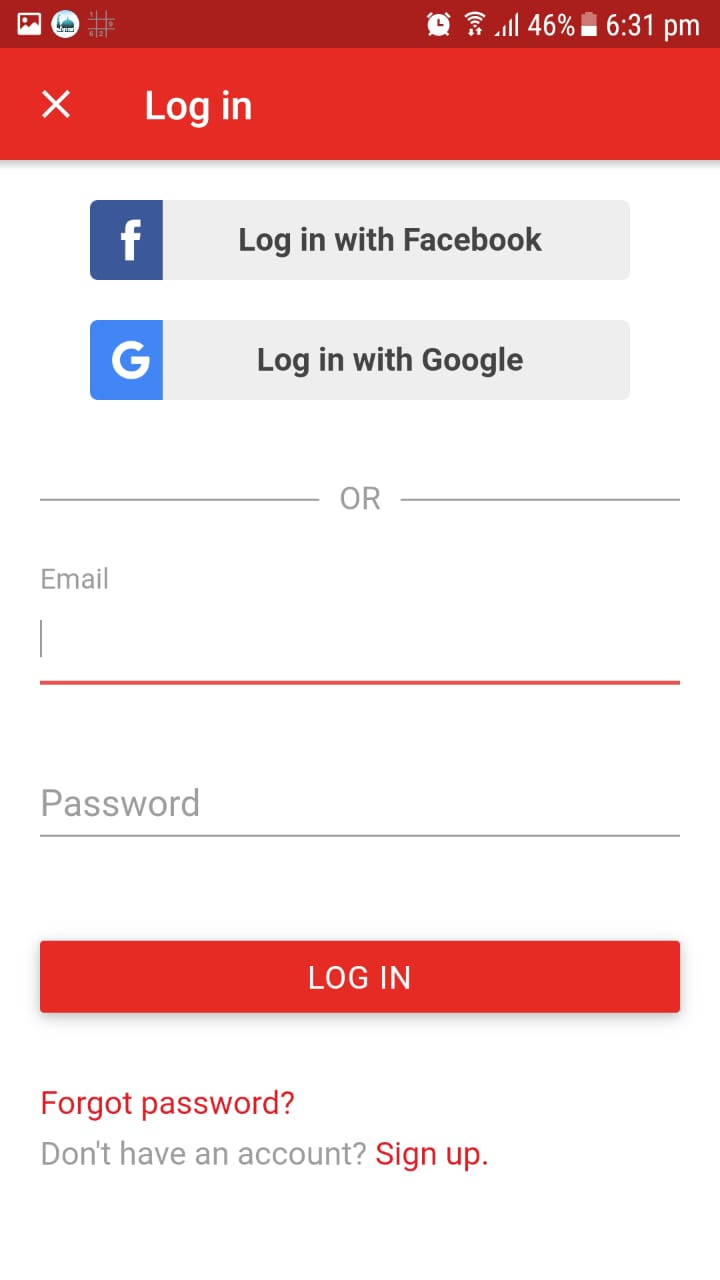 46% 6:31 pm
Log in
f Log in with Facebook
G Log in with Google
OR
Email
Password
LOG IN
Forgot password?
Don't have an account? Sign up.